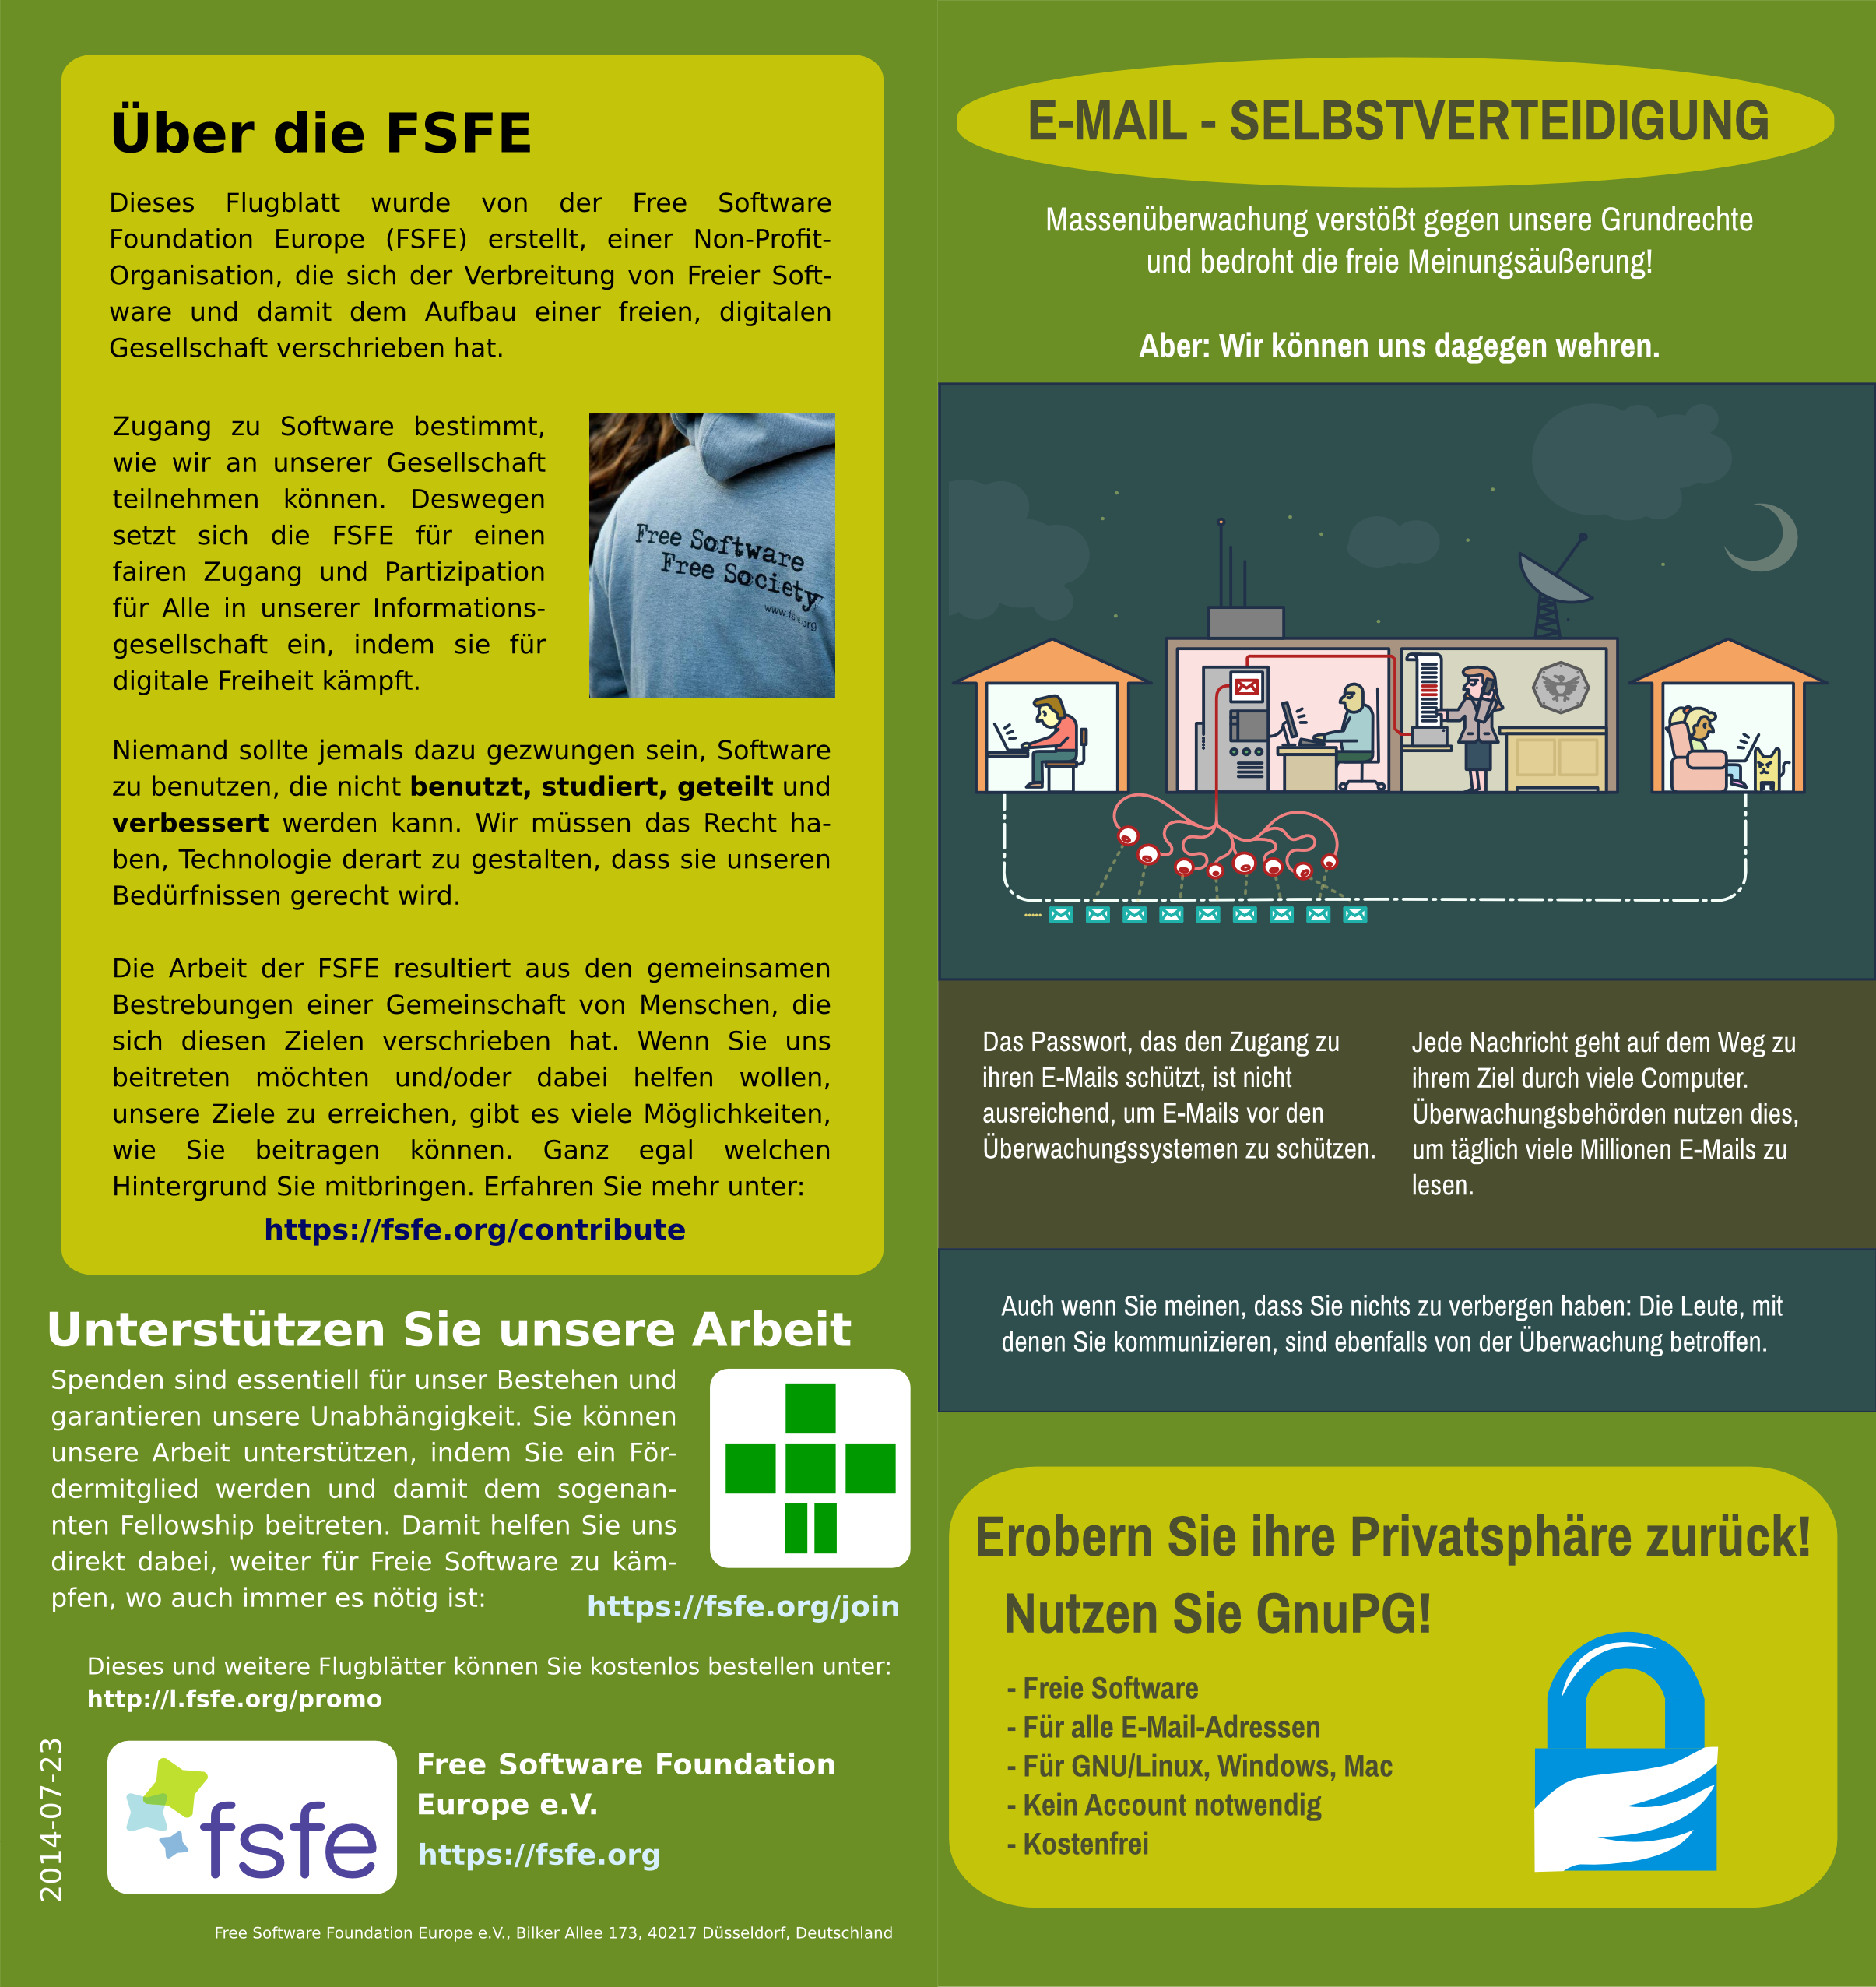 Über die FSFE
Dieses Flugblatt wurde von der Free Software
Foundation Europe (FSFE) erstellt, einer Non-Profit-
Organisation, die sich der Verbreitung von Freier Soft-
ware und damit dem Aufbau einer freien, digitalen
Gesellschaft verschrieben hat.
Zugang zu Software bestimmt,
wie wir an unserer Gesellschaft
teilnehmen können. Deswegen
setzt sich die FSFE für einen
fairen Zugang und Partizipation
für Alle in unserer Informations-
gesellschaft ein, indem sie für
digitale Freiheit kämpft.
Free Software
Free Society
www.fsfe.org
Niemand sollte jemals dazu gezwungen sein, Software
zu benutzen, die nicht benutzt, studiert, geteilt und
verbessert werden kann. Wir müssen das Recht ha-
ben, Technologie derart zu gestalten, dass sie unseren
Bedürfnissen gerecht wird.
Die Arbeit der FSFE resultiert aus den gemeinsamen
Bestrebungen einer Gemeinschaft von Menschen, die
sich diesen Zielen verschrieben hat. Wenn Sie uns
beitreten möchten und/oder dabei helfen wollen,
unsere Ziele zu erreichen, gibt es viele Möglichkeiten,
wie Sie beitragen können. Ganz egal welchen
Hintergrund Sie mitbringen. Erfahren Sie mehr unter:
https://fsfe.org/contribute
Unterstützen Sie unsere Arbeit
Spenden sind essentiell für unser Bestehen und
garantieren unsere Unabhängigkeit. Sie können
unsere Arbeit unterstützen, indem Sie ein För-
dermitglied werden und damit dem sogenan-
nten Fellowship beitreten. Damit helfen Sie uns
direkt dabei, weiter für Freie Software zu käm-
pfen, wo auch immer es nötig ist:
https://fsfe.org/join
Dieses und weitere Flugblätter können Sie kostenlos bestellen unter:
http://l.fsfe.org/promo
2014-07-23
fsfe
Free Software Foundation
Europe e.V.
https://fsfe.org
Free Software Foundation Europe e.V., Bilker Allee 173, 40217 Düsseldorf, Deutschland
E-MAIL - SELBSTVERTEIDIGUNG
Massenüberwachung verstößt gegen unsere Grundrechte
und bedroht die freie Meinungsäußerung!
Aber: Wir können uns dagegen wehren.
Das Passwort, das den Zugang zu
ihren E-Mails schützt, ist nicht
ausreichend, um E-Mails vor den
Überwachungssystemen zu schützen.
Jede Nachricht geht auf dem Weg zu
ihrem Ziel durch viele Computer.
Überwachungsbehörden nutzen dies,
um täglich viele Millionen E-Mails zu
lesen.
Auch wenn Sie meinen, dass Sie nichts zu verbergen haben: Die Leute, mit
denen Sie kommunizieren, sind ebenfalls von der Überwachung betroffen.
Erobern Sie ihre Privatsphäre zurück!
Nutzen Sie GnuPG!
- Freie Software
- Für alle E-Mail-Adressen
- Für GNU/Linux, Windows, Mac
- Kein Account notwendig
- Kostenfrei